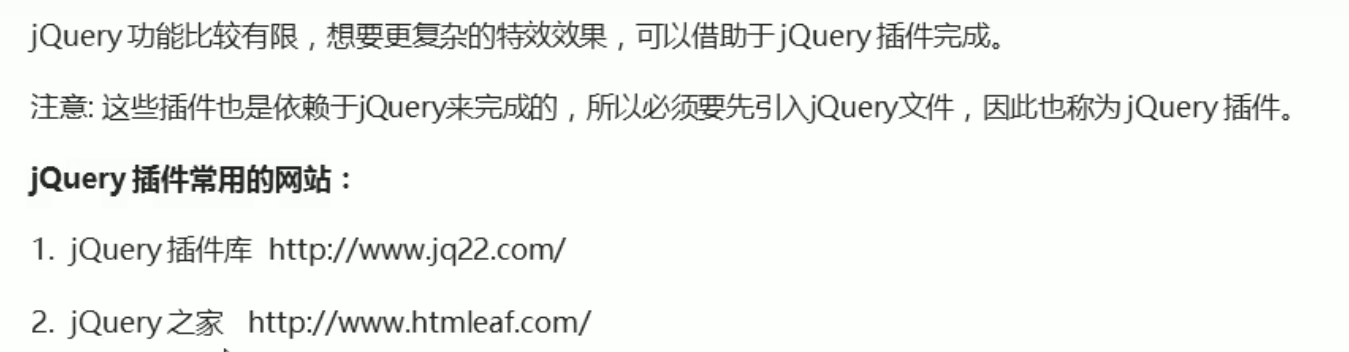 jQuery 功能比较有限，想要更复杂的特效效果，可以借助于 jQuery 插件完成。
注意: 这些插件也是依赖于jQuery来完成的，所以必须要先引入jQuery文件，因此也称为 jQuery 插件。
jQuery 插件常用的网站：
1. jQuery 插件库 http://www.jq22.com/
2. jQuery 之家 http://www.htmleaf.com/